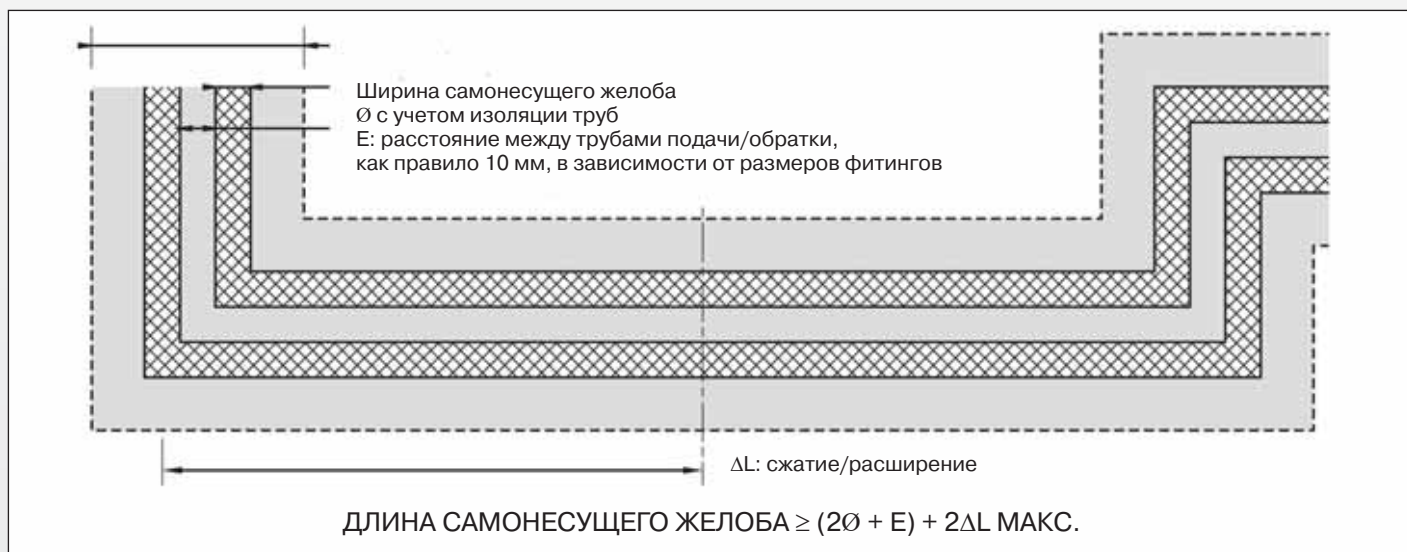 Ширина самонесущего желоба
Ø с учетом изоляции труб
E: расстояние между трубами подачи/обратки,
как правило 10 мм, в зависимости от размеров фитингов
ΔL: сжатие/расширение
ДЛИНА САМОНЕСУЩЕГО ЖЕЛОБА ≥ (2Ø + E) + 2ΔL МАКС.